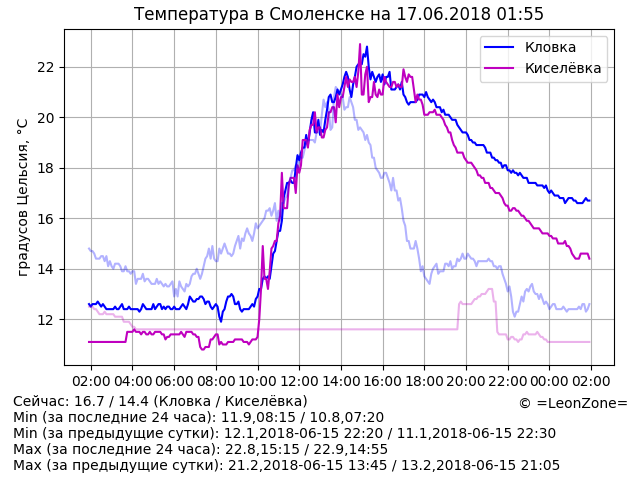 Температура в Смоленске на 17.06.2018 01:55
Кловка
Киселёвка
градусов Цельсия, °C
22
20
18
16
14
12
02:00 04:00 06:00 08:00 10:00 12:00 14:00 16:00 18:00 20:00 22:00 00:00 02:00
Сейчас: 16.7 / 14.4 (Кловка / Киселёвка)
© =LeonZone=
Min (за последние 24 часа): 11.9,08:15 / 10.8,07:20
Min (за предыдущие сутки): 12.1,2018-06-15 22:20 / 11.1,2018-06-15 22:30
Max (за последние 24 часа): 22.8,15:15 / 22.9,14:55
Max (за предыдущие сутки): 21.2,2018-06-15 13:45 / 13.2,2018-06-15 21:05